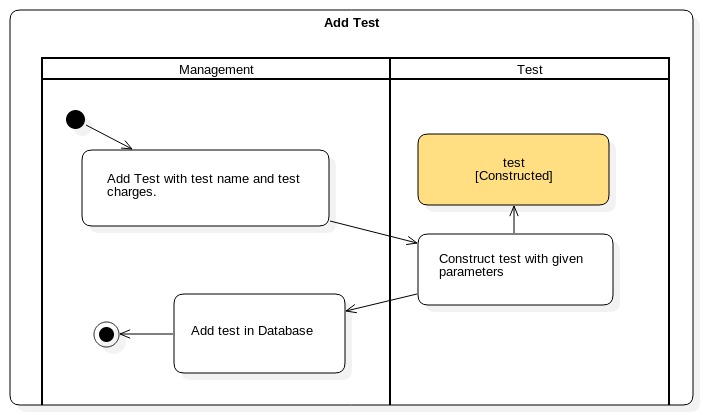 Add Test
Management
Test
Add Test with test name and test
charges.
test
[Constructed]
Construct test with given
parameters
Add test in Database